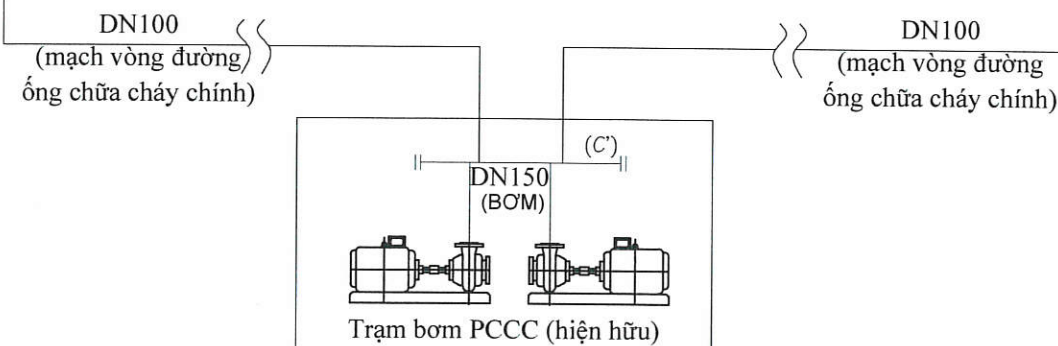 DN100
(mạch vòng đường
ống chữa cháy chính)
DN100
(mạch vòng đường
ống chữa cháy chính)
(C')
DN150
(BƠM)
Trạm bơm PCCC (hiện hữu)